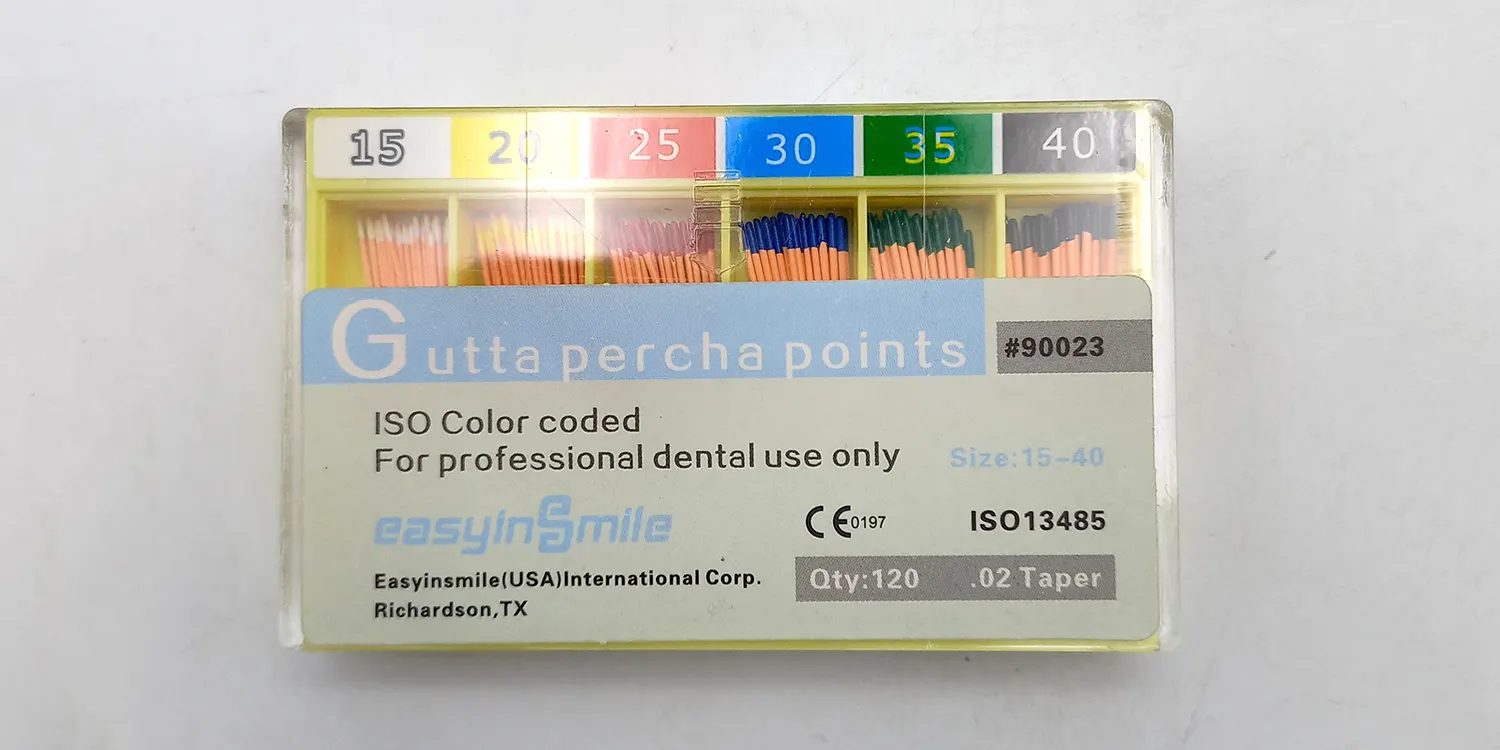 15 20 25 30 35 40
Gutta percha points
#90023
ISO Color coded
For professional dental use only
Size:15-40
easyinSmile
CE0197
ISO13485
Easyinsmile(USA)International Corp.
Richardson,TX
Qty:120 .02 Taper